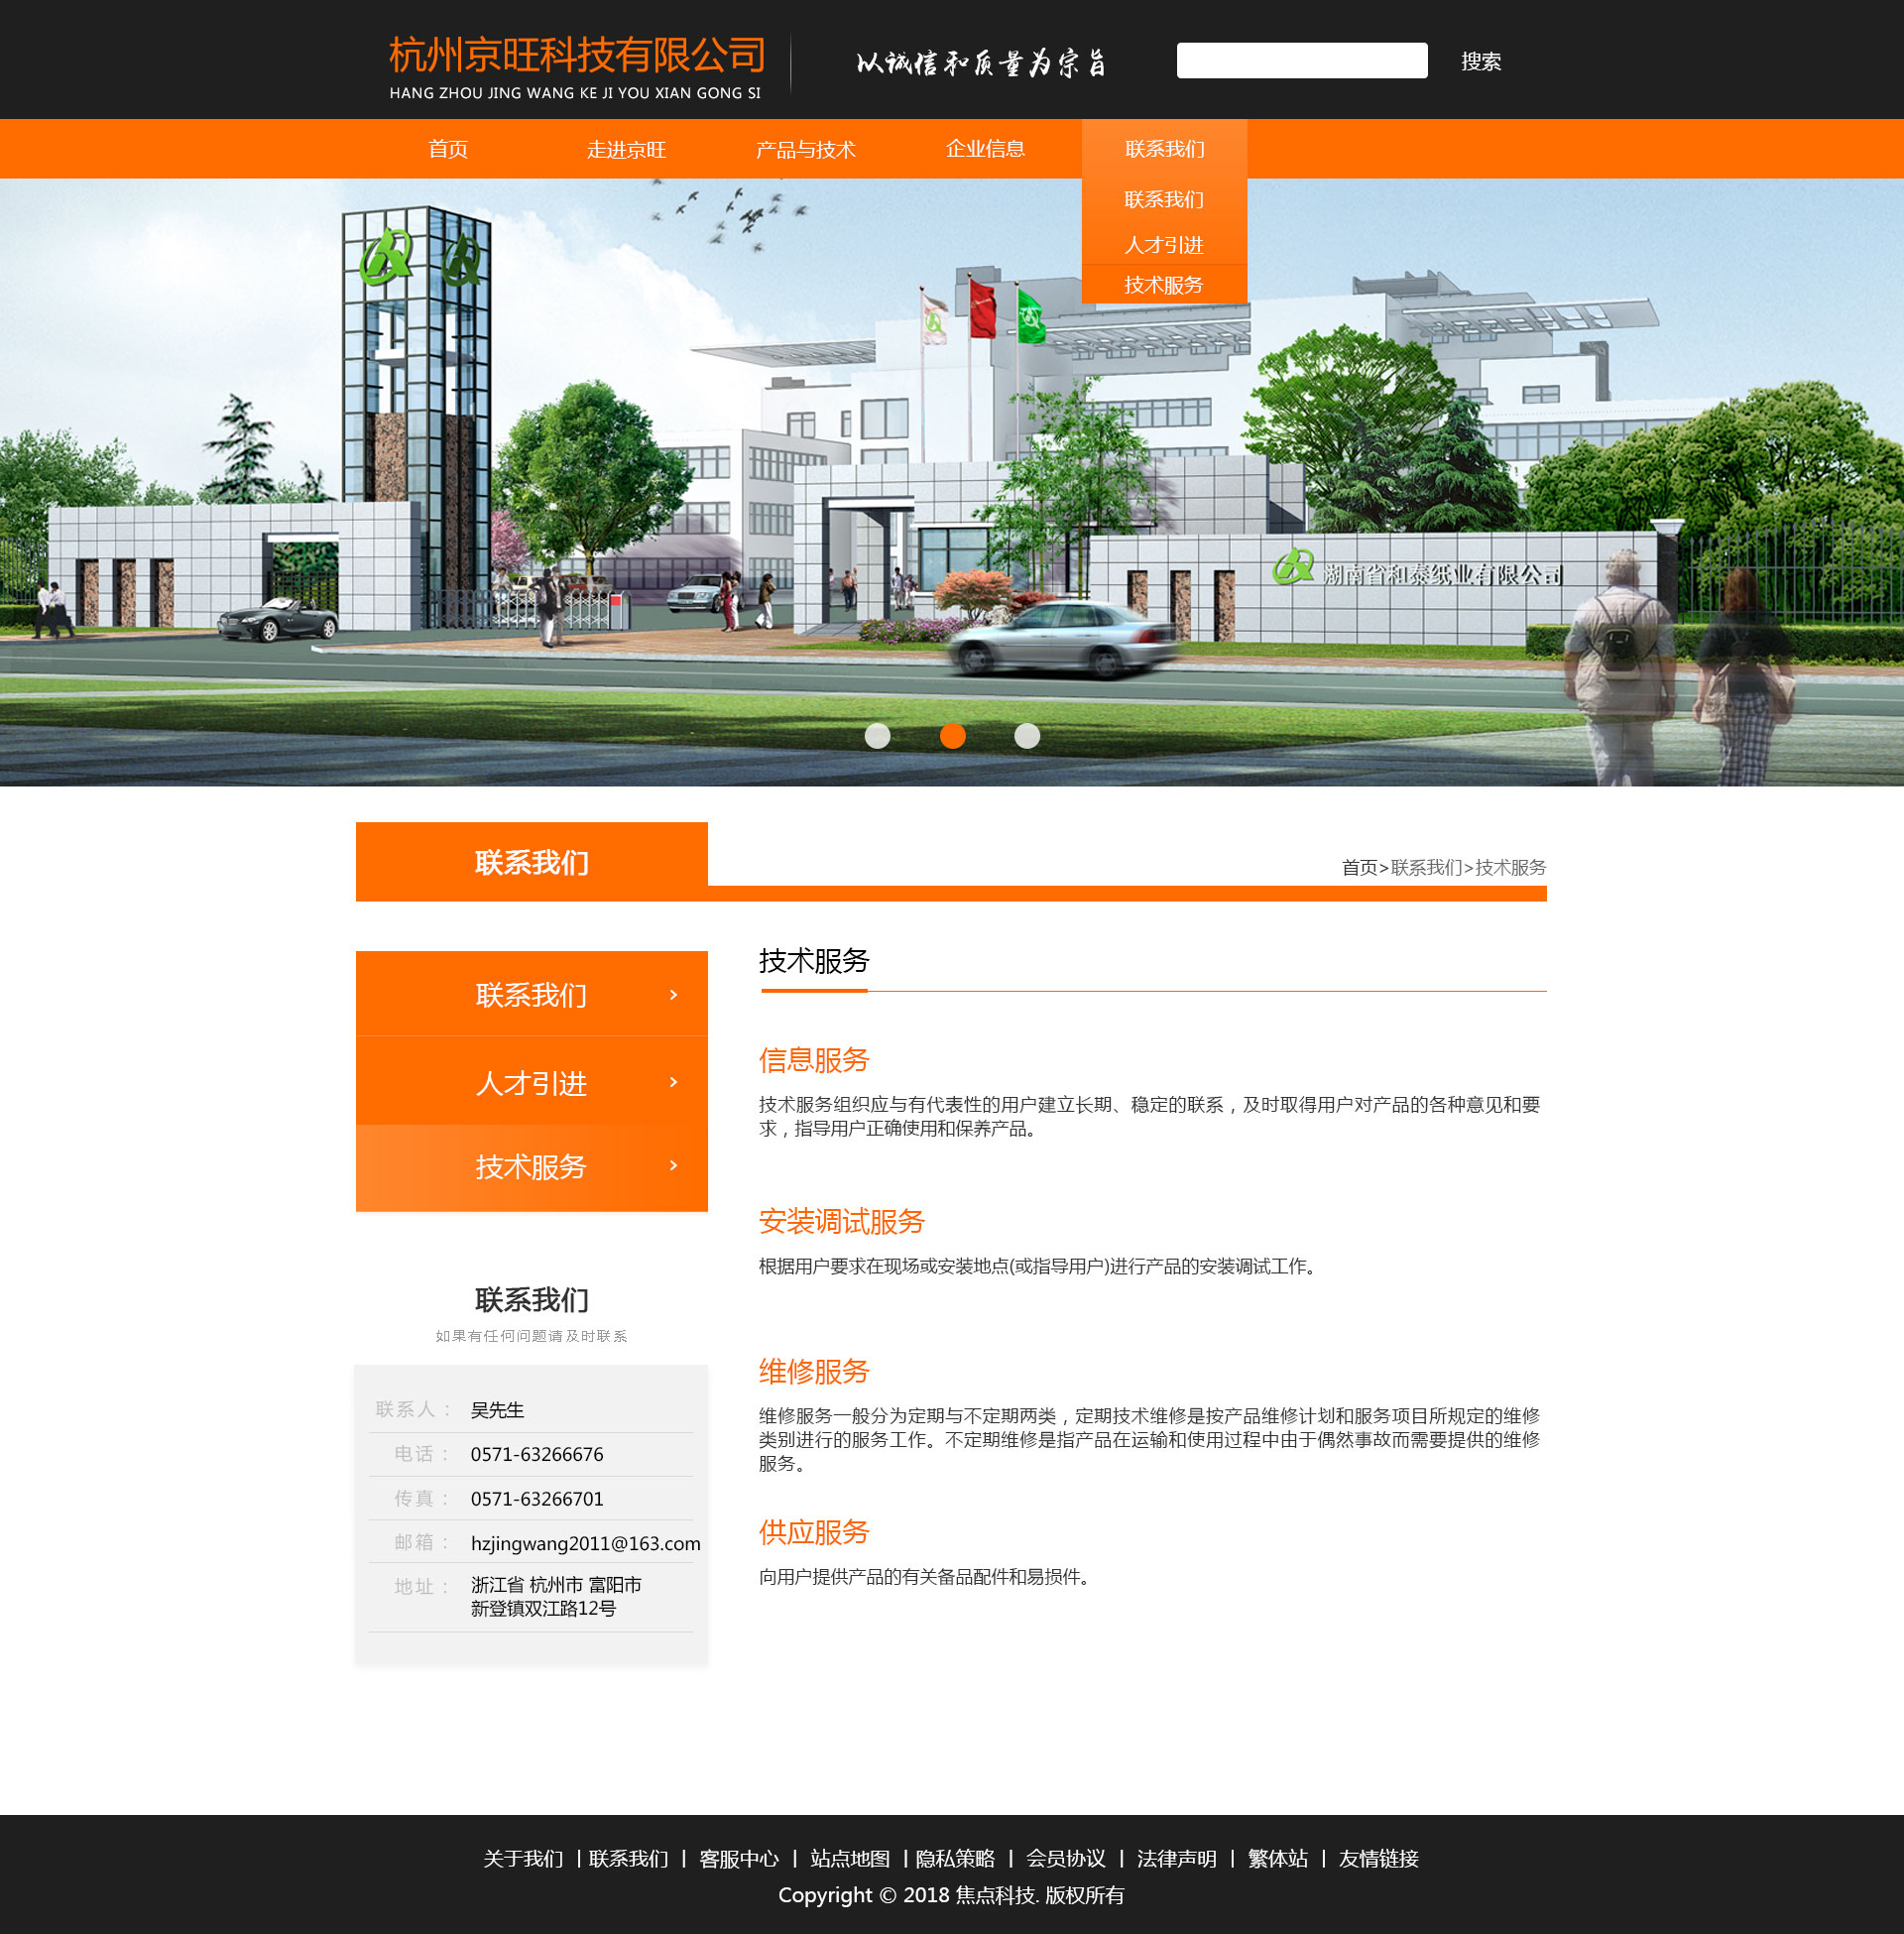 杭州京旺科技有限公司
HANG ZHOU JING WANG KE JI YOU XIAN GONG SI
以诚信和质量为宗旨
搜索
首页 走进京旺 产品与技术 企业信息 联系我们
联系我们
人才引进
技术服务
湖南省和泰纸业有限公司
联系我们
首页>联系我们>技术服务
联系我们 >
人才引进 >
技术服务 >
联系我们
如果有任何问题请及时联系
联系人： 吴先生
电话： 0571-63266676
传真： 0571-63266701
邮箱： hzjingwang2011@163.com
地址： 浙江省 杭州市 富阳市
新登镇双江路12号
技术服务
信息服务
技术服务组织应与有代表性的用户建立长期、稳定的联系，及时取得用户对产品的各种意见和要
求，指导用户正确使用和保养产品。
安装调试服务
根据用户要求在现场或安装地点(或指导用户)进行产品的安装调试工作。
维修服务
维修服务一般分为定期与不定期两类，定期技术维修是按产品维修计划和服务项目所规定的维修
类别进行的服务工作。不定期维修是指产品在运输和使用过程中由于偶然事故而需要提供的维修
服务。
供应服务
向用户提供产品的有关备品配件和易损件。
关于我们 | 联系我们 | 客服中心 | 站点地图 | 隐私策略 | 会员协议 | 法律声明 | 繁体站 | 友情链接
Copyright © 2018 焦点科技. 版权所有